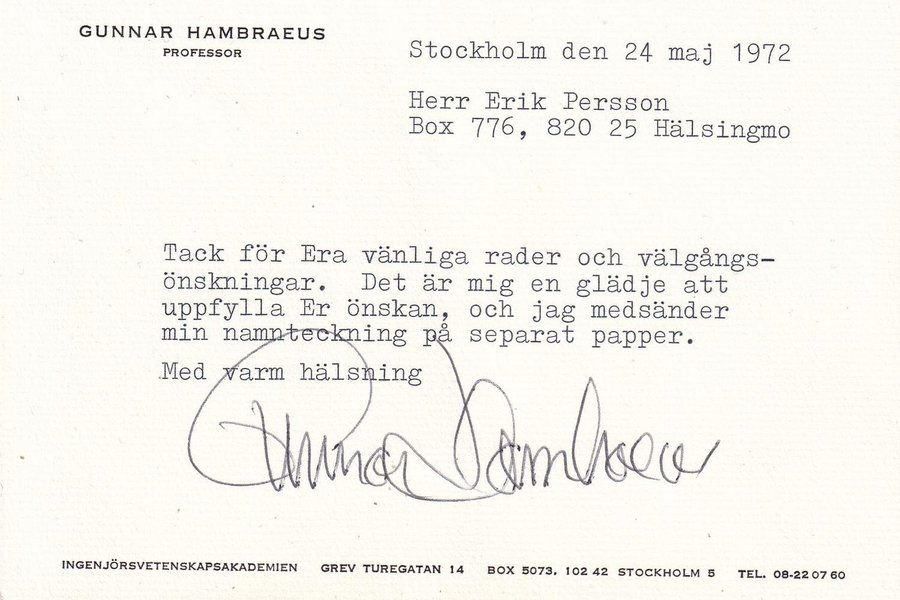 GUNNAR HAMBRAEUS
PROFESSOR
Stockholm den 24 maj 1972
Herr Erik Persson
Box 776, 820 25 Hälsingmo
Tack för Era vänliga rader och välgångs-
önskningar. Det är mig en glädje att
uppfylla Er önskan, och jag medsänder
min namnteckning på separat papper.
Med varm hälsning
Gunnar Hambraeus
INGENJÖRSVETENSKAPSAKADEMIEN GREV TUREGATAN 14 BOX 5073, 102 42 STOCKHOLM 5 TEL. 08-22 07 60